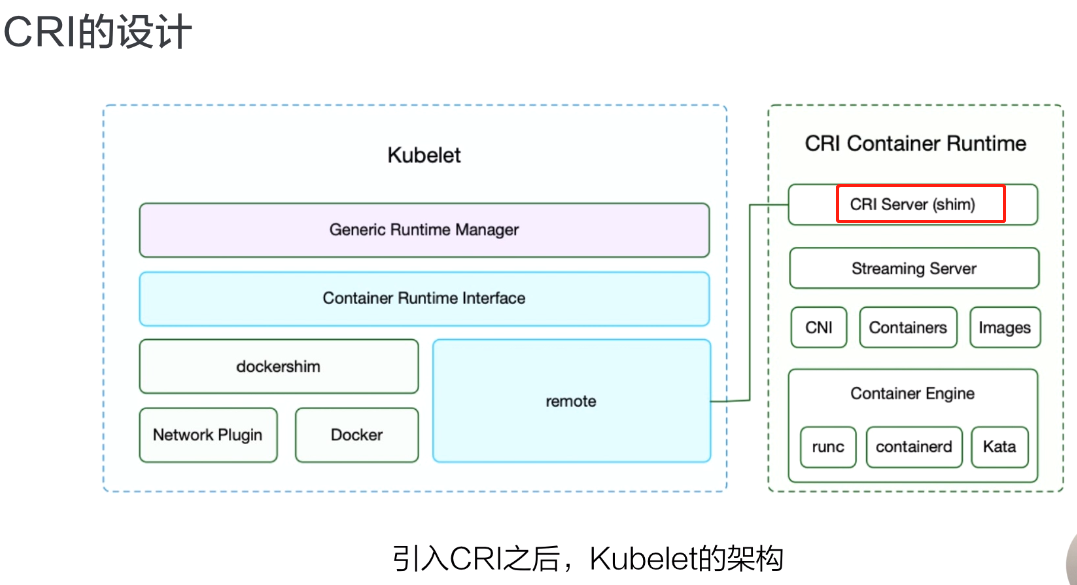 CRI的设计
Kubelet
Generic Runtime Manager
Container Runtime Interface
dockershim
Network Plugin
Docker
remote
CRI Container Runtime
CRI Server (shim)
Streaming Server
CNI
Containers
Images
Container Engine
runc
containerd
Kata
引入CRI之后，Kubelet的架构